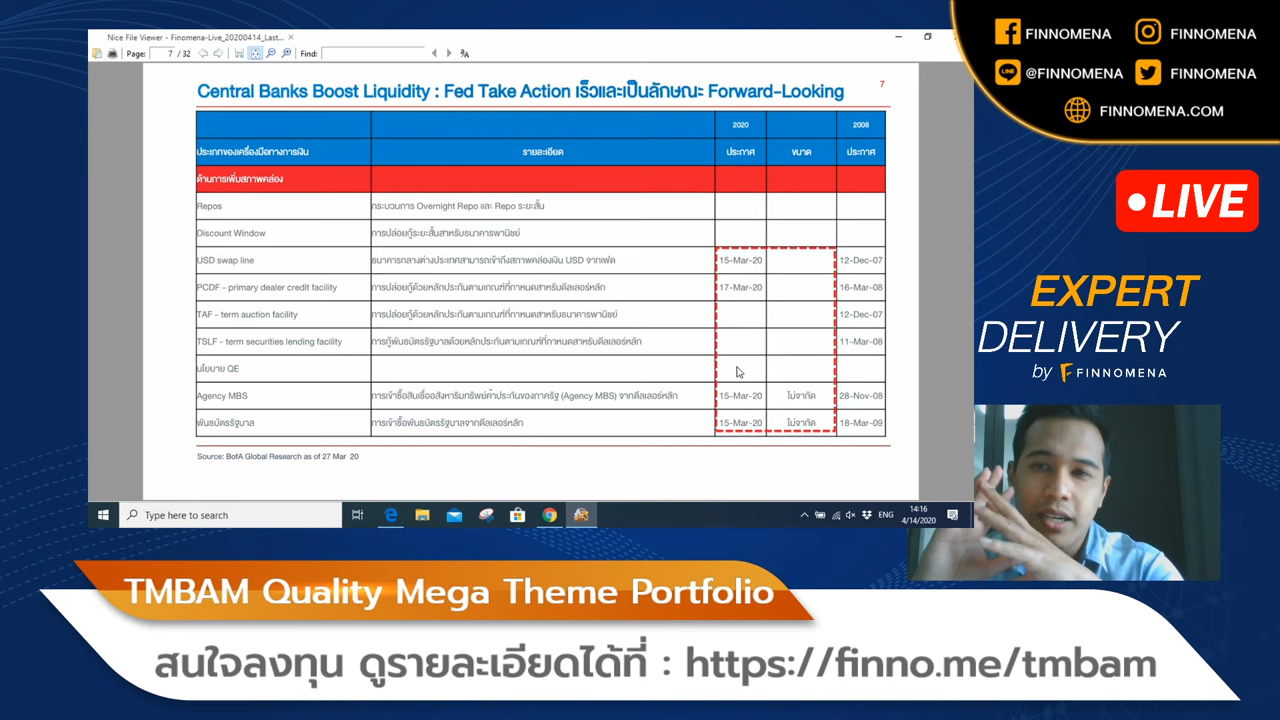 Nice File Viewer - Finomena-Live_20200414_Last...
Page: 7 / 32 Find:
Central Banks Boost Liquidity : Fed Take Action เร็วและเป็นลักษณะ Forward-Looking
7
2020 2008
ประเภทของเครื่องมือทางการเงิน รายละเอียด ประกาศ ขนาด ประกาศ
ด้านการเพิ่มสภาพคล่อง
Repos กระบวนการ Overnight Repo และ Repo ระยะสั้น
Discount Window การปล่อยกู้ระยะสั้นสำหรับธนาคารพานิชย์
USD swap line ธนาคารกลางต่างประเทศสามารถเข้าถึงสภาพคล่องเงิน USD จากเฟด 15-Mar-20 12-Dec-07
PCDF - primary dealer credit facility การปล่อยกู้ด้วยหลักประกันตามเกณฑ์ที่กำหนดสำหรับดีลเลอร์หลัก 17-Mar-20 16-Mar-08
TAF - term auction facility การปล่อยกู้ด้วยหลักประกันตามเกณฑ์ที่กำหนดสำหรับธนาคารพานิชย์ 12-Dec-07
TSLF - term securities lending facility การกู้พันธบัตรรัฐบาลด้วยหลักประกันตามเกณฑ์ที่กำหนดสำหรับดีลเลอร์หลัก 11-Mar-08
นโยบาย QE
Agency MBS การเข้าซื้อสินเชื่ออสังหาริมทรัพย์ค้ำประกันของภาครัฐ (Agency MBS) จากดีลเลอร์หลัก 15-Mar-20 ไม่จำกัด 28-Nov-08
พันธบัตรรัฐบาล การเข้าซื้อพันธบัตรรัฐบาลจากดีลเลอร์หลัก 15-Mar-20 ไม่จำกัด 18-Mar-09
Source: BofA Global Research as of 27 Mar 20
Type here to search
ENG
14:16
4/14/2020
FINNOMENA FINNOMENA
@FINNOMENA FINNOMENA
FINNOMENA.COM
LIVE
EXPERT
DELIVERY
by FINNOMENA
TMBAM Quality Mega Theme Portfolio
สนใจลงทุน ดูรายละเอียดได้ที่ : https://finno.me/tmbam